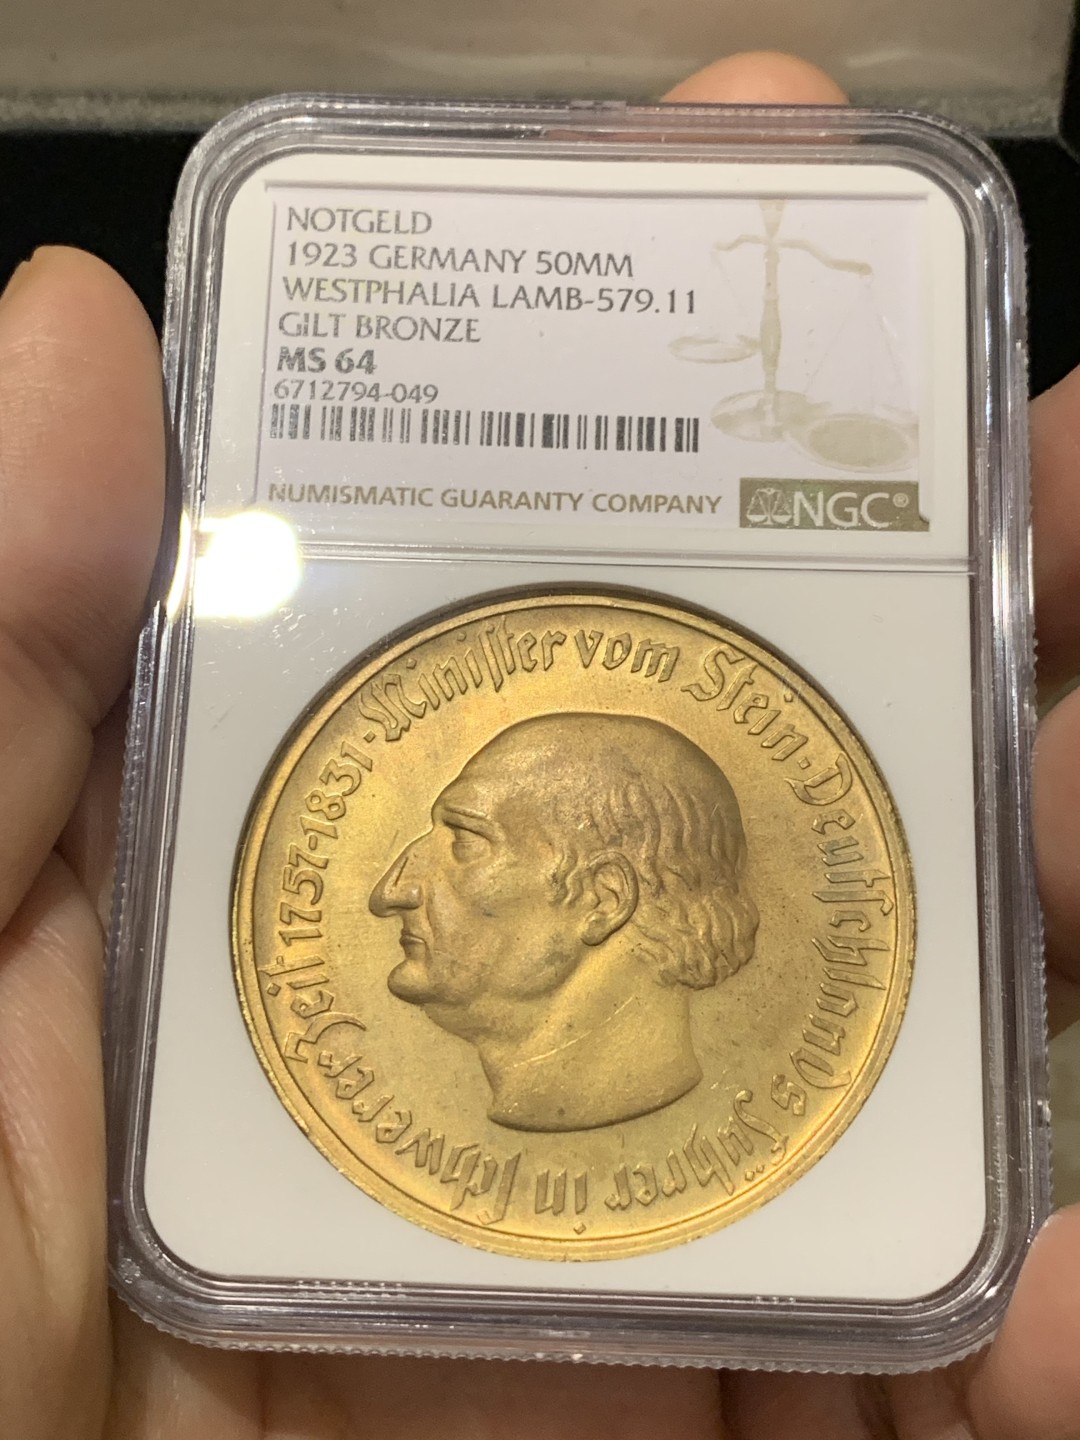 NOTGELD
1923 GERMANY 50MM
WESTPHALIA LAMB-579.11
GILT BRONZE
MS 64
6712794-049
NUMISMATIC GUARANTY COMPANY
NGC®
Minister vom Stein · Deutschlands Führer in schwerer Zeit 1757-1831 ·